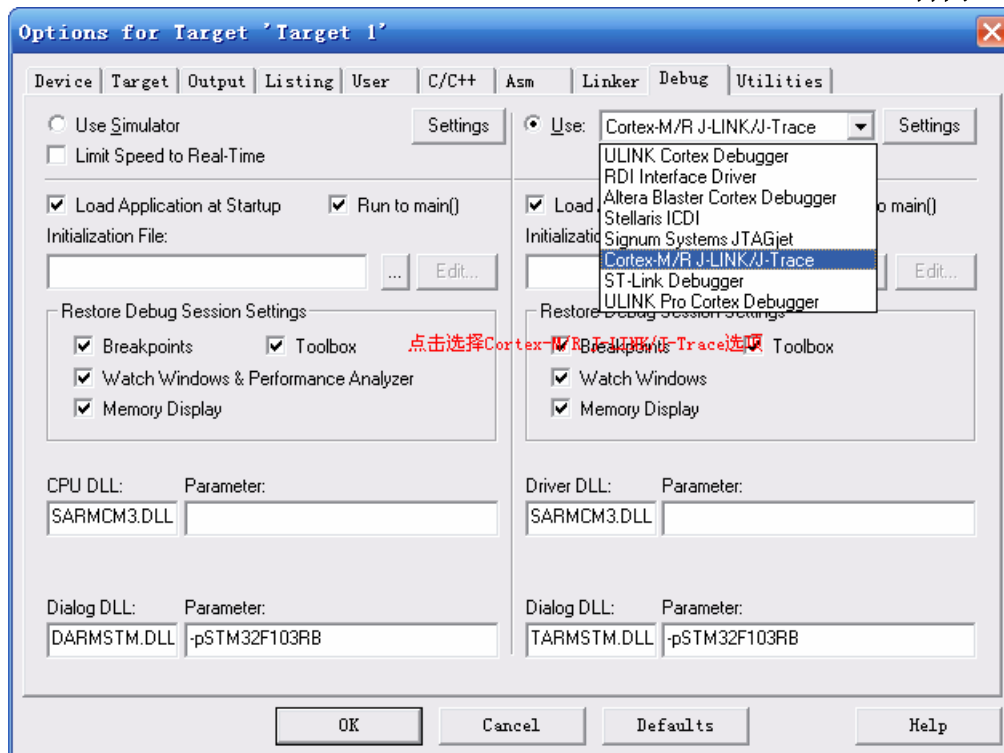 Options for Target 'Target 1'
Device Target Output Listing User C/C++ Asm Linker Debug Utilities
Use Simulator Settings Use: Cortex-M/R J-LINK/J-Trace Settings
Limit Speed to Real-Time
ULINK Cortex Debugger
RDI Interface Driver
Altera Blaster Cortex Debugger
Stellaris ICDI
Signum Systems JTAGjet
Cortex-M/R J-LINK/J-Trace
ST-Link Debugger
ULINK Pro Cortex Debugger
Load Application at Startup Run to main() Load o main()
Initialization File: Initializatio
... Edit... Edit...
Restore Debug Session Settings Restore Debug Session Settings
点击选择Cortex-M/R J-LINK/J-Trace选项
Breakpoints Toolbox Breakpoints Toolbox
Watch Windows & Performance Analyzer Watch Windows
Memory Display Memory Display
CPU DLL: Parameter: Driver DLL: Parameter:
SARMCM3.DLL SARMCM3.DLL
Dialog DLL: Parameter: Dialog DLL: Parameter:
DARMSTM.DLL -pSTM32F103RB TARMSTM.DLL -pSTM32F103RB
OK Cancel Defaults Help